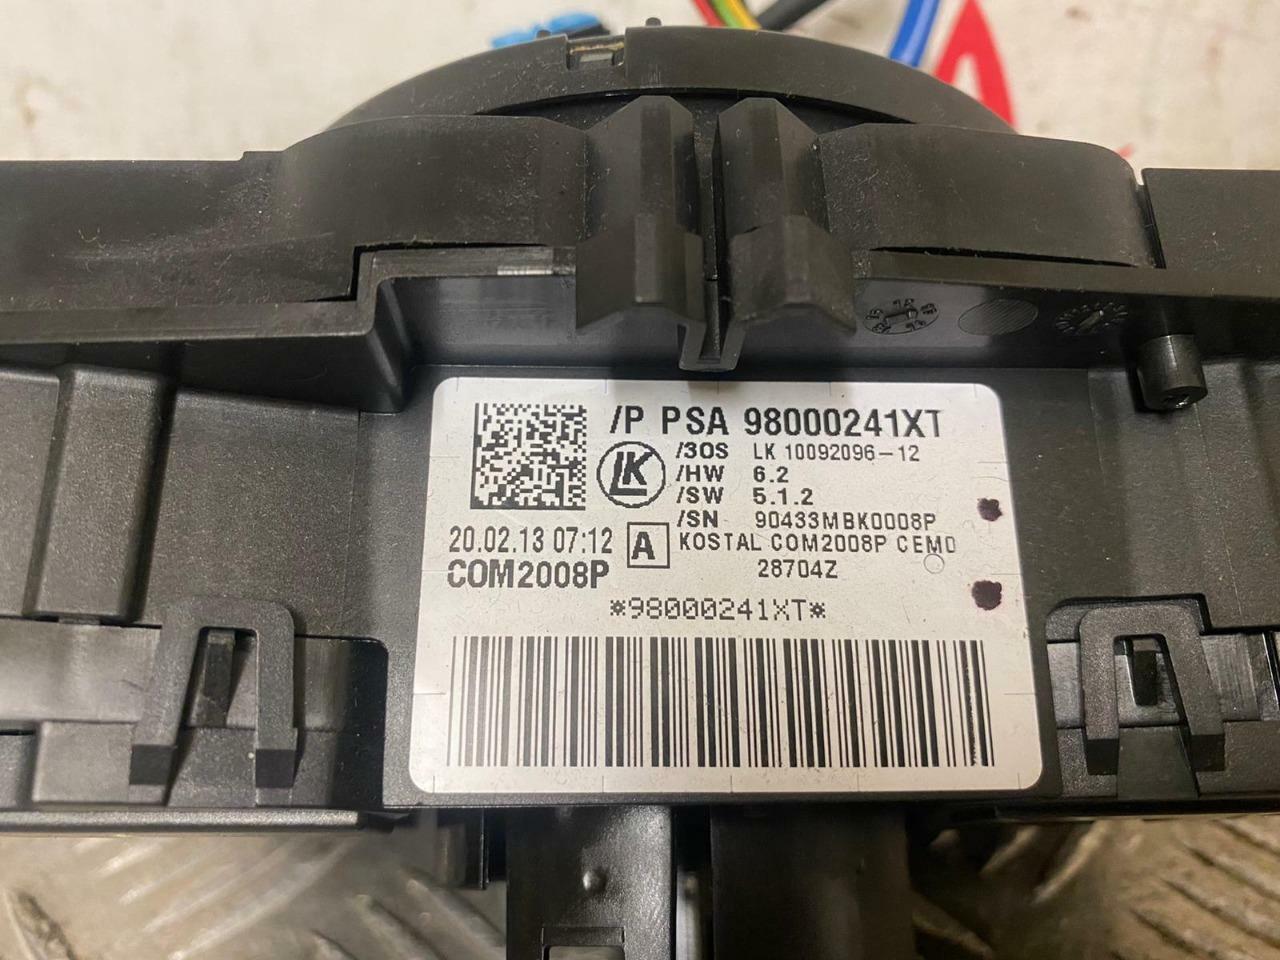 /P PSA 98000241XT
/3OS LK 10092096-12
LK
/HW 6.2
/SW 5.1.2
/SN 90433MBK0008P
20.02.13 07:12 A KOSTAL COM2008P CEMO
COM2008P 28704Z
*98000241XT*